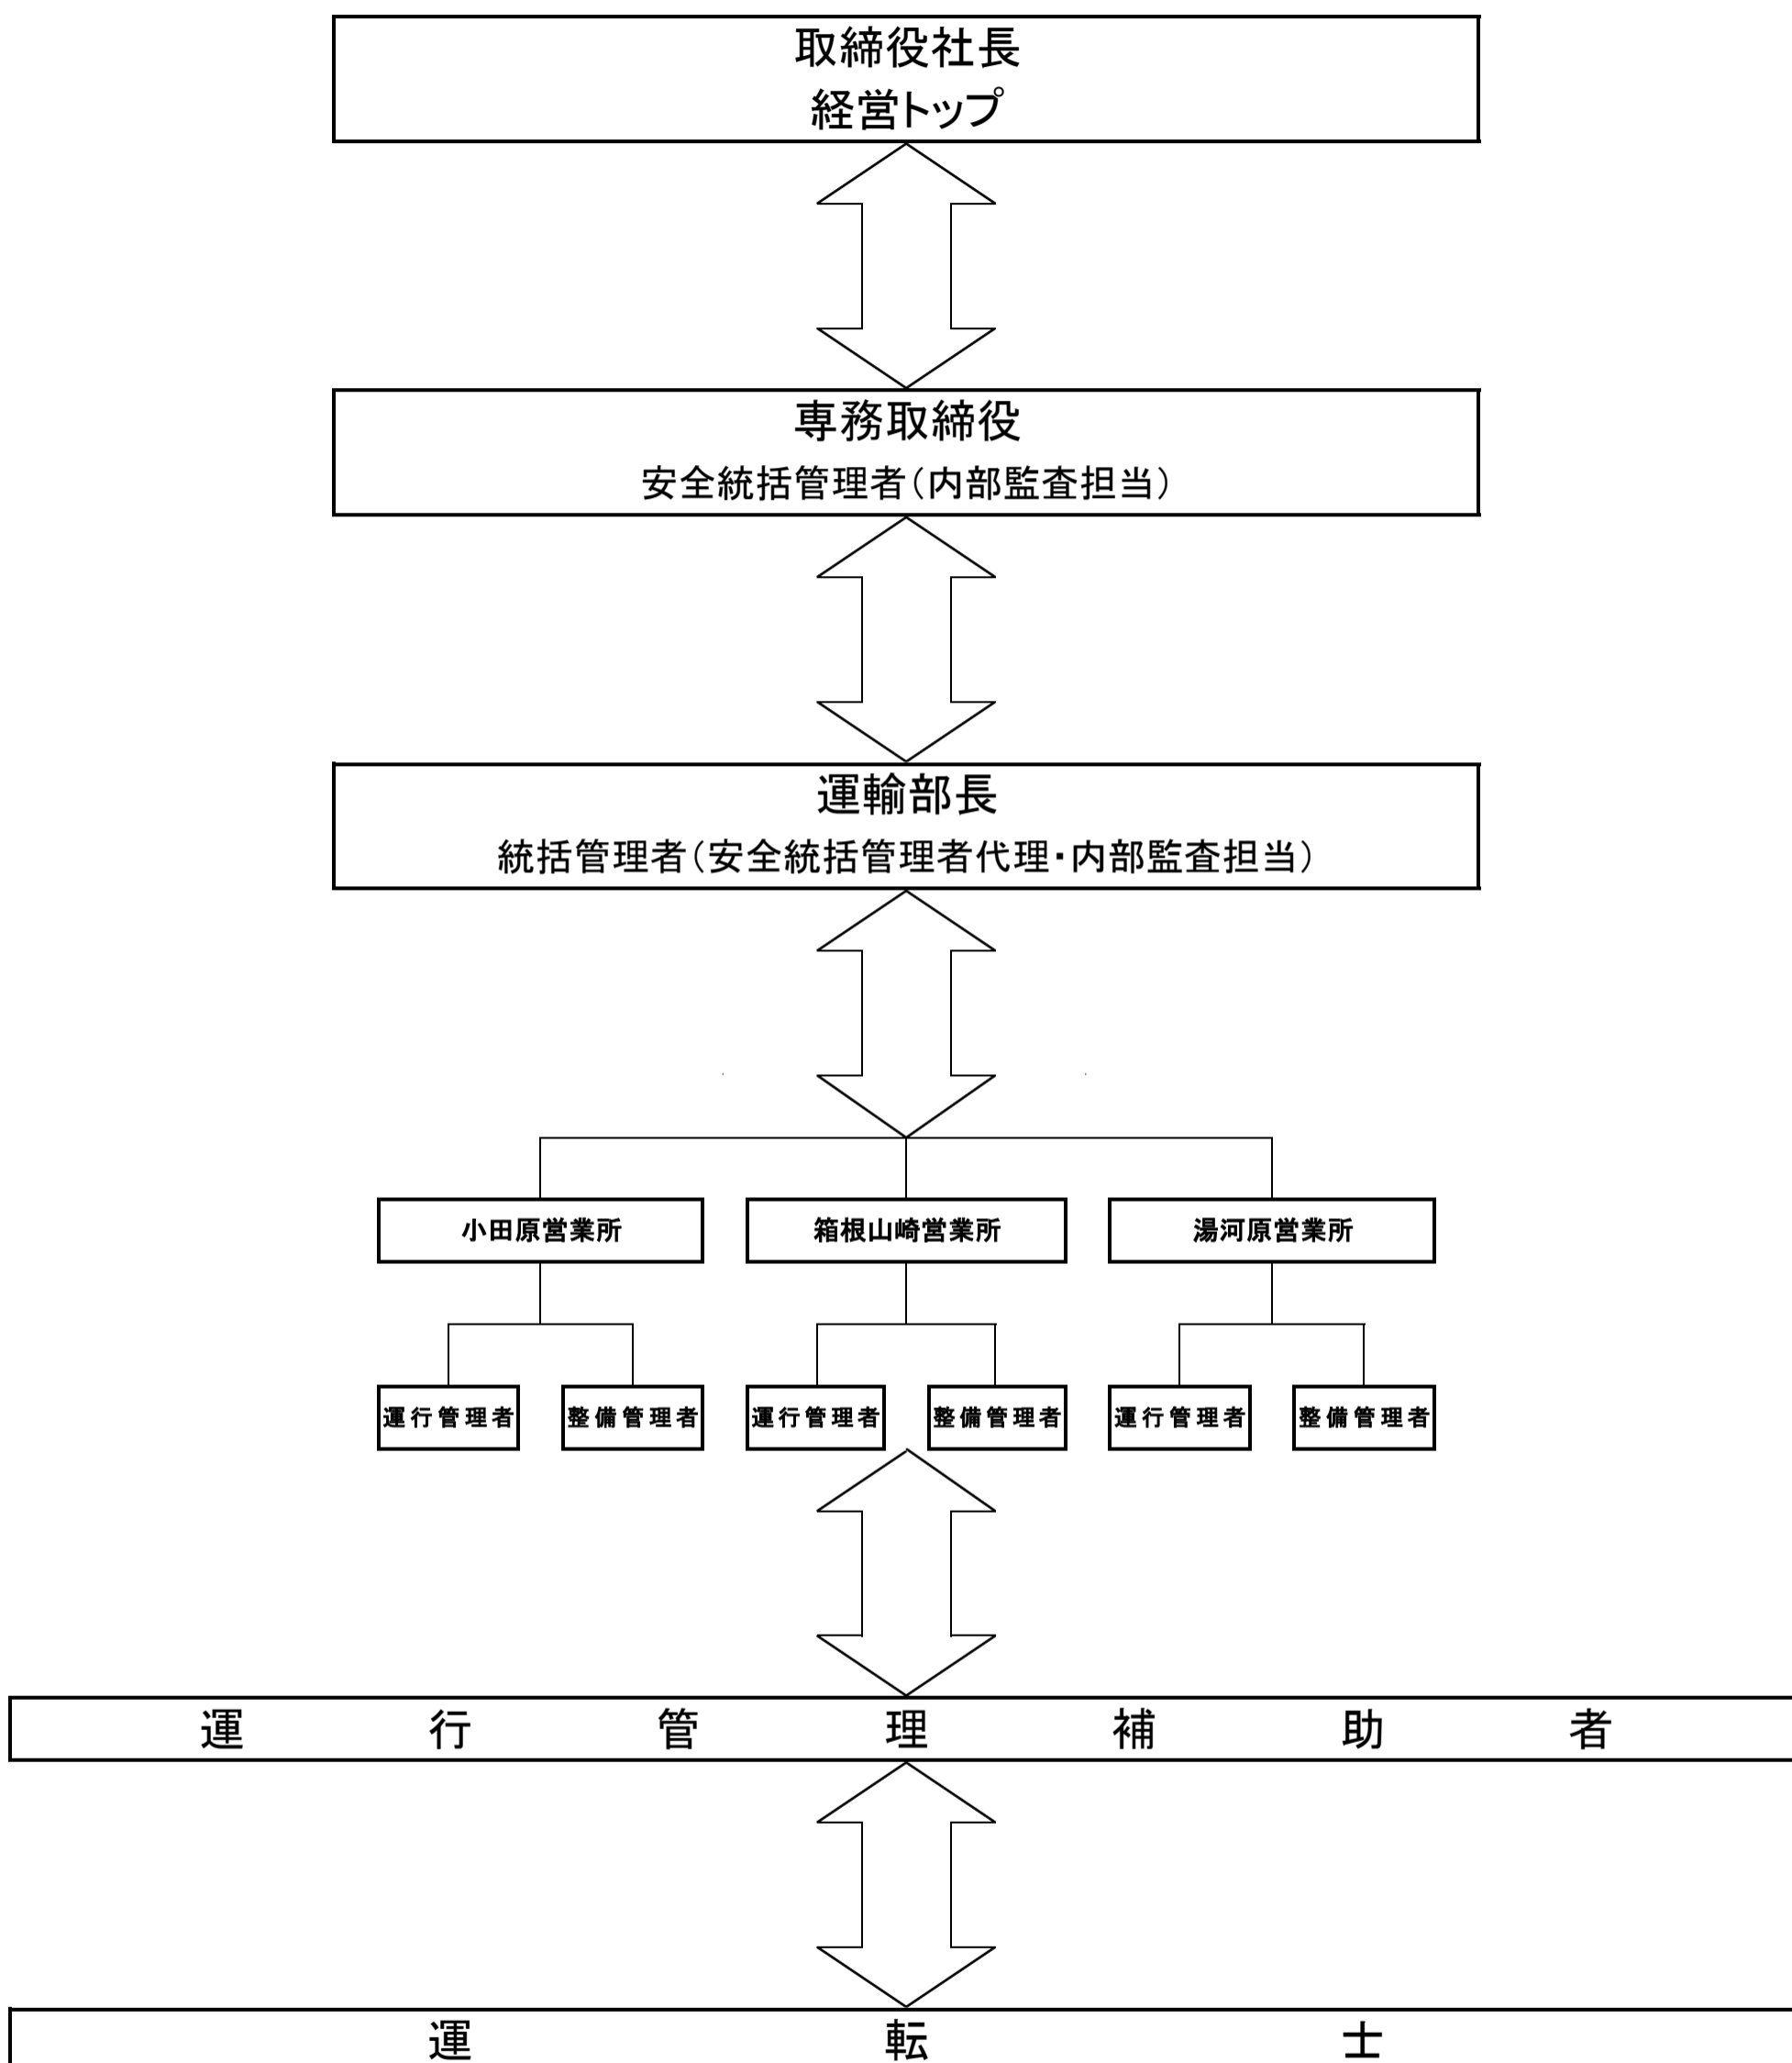 取締役社長
経営トップ
専務取締役
安全統括管理者（内部監査担当）
運輸部長
統括管理者（安全統括管理者代理・内部監査担当）
小田原営業所 箱根山崎営業所 湯河原営業所
運行管理者 整備管理者 運行管理者 整備管理者 運行管理者 整備管理者
運行管理補助者
運転士